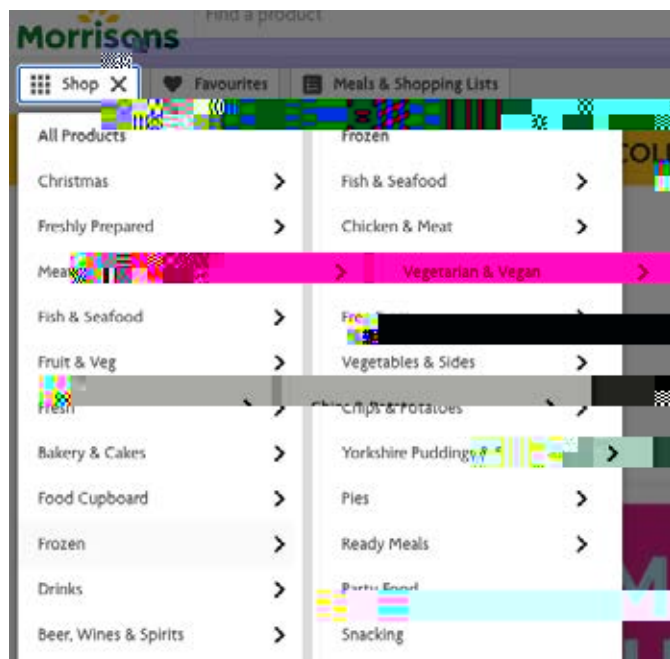 Find a product
Morrisons
Shop
Favourites
Meals & Shopping Lists
COLL
All Products
Christmas
Freshly Prepared
Fish & Seafood
Fruit & Veg
Fresh
Bakery & Cakes
Food Cupboard
Frozen
Drinks
Beer, Wines & Spirits
Frozen
Fish & Seafood
Chicken & Meat
Vegetarian & Vegan
Vegetables & Sides
Chips & Potatoes
Yorkshire Puddings &
Pies
Ready Meals
Party Food
Snacking